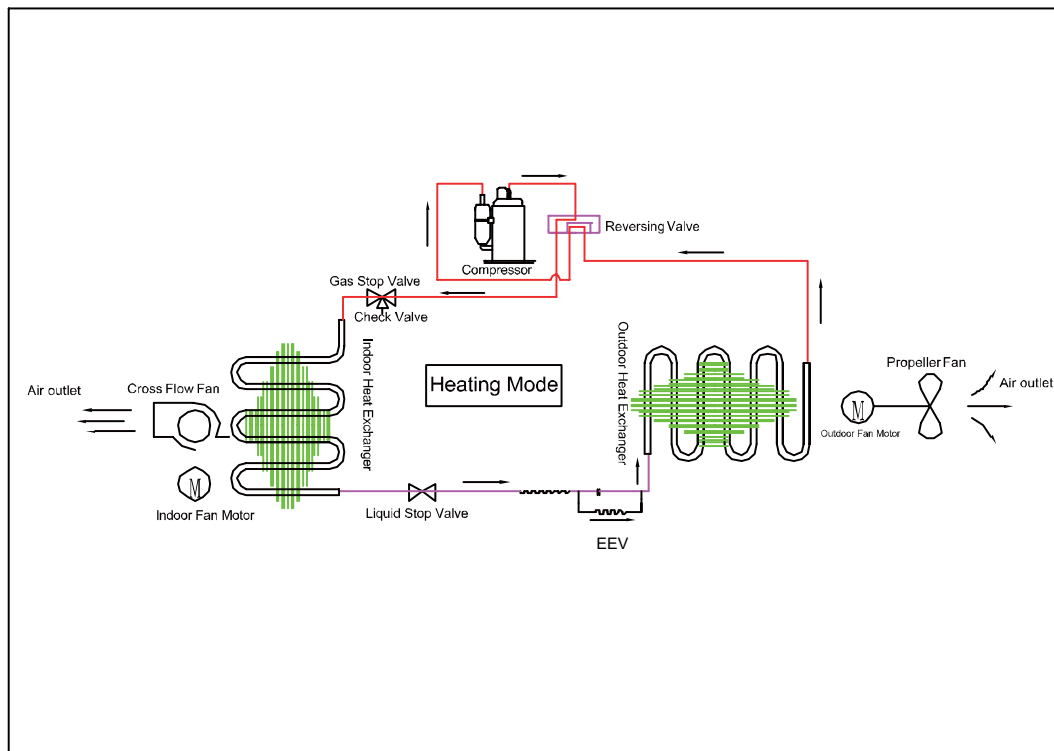 Reversing Valve
Compressor
Gas Stop Valve
Check Valve
Indoor Heat Exchanger
Outdoor Heat Exchanger
Heating Mode
Air outlet
Cross Flow Fan
Propeller Fan
Air outlet
M
Outdoor Fan Motor
M
Indoor Fan Motor
Liquid Stop Valve
EEV